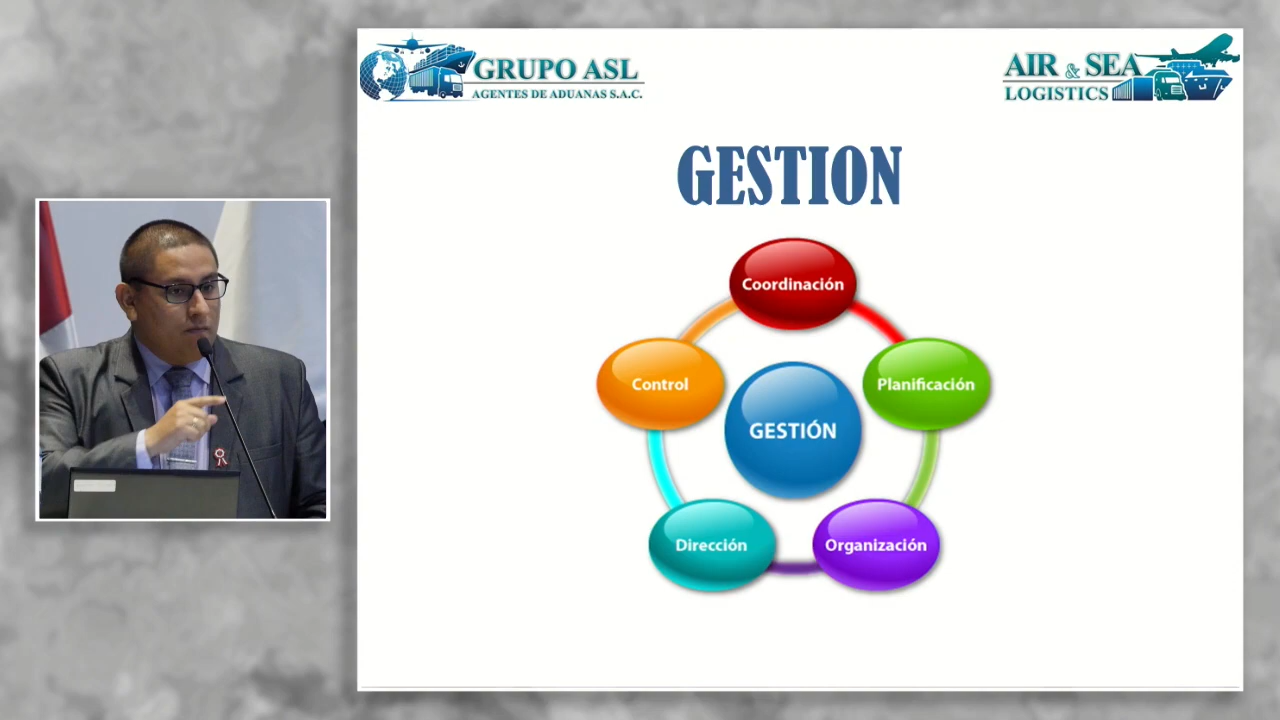 GRUPO ASL
AGENTES DE ADUANAS S.A.C.
AIR & SEA
LOGISTICS
GESTION
Coordinación
Control
Planificación
GESTIÓN
Dirección
Organización